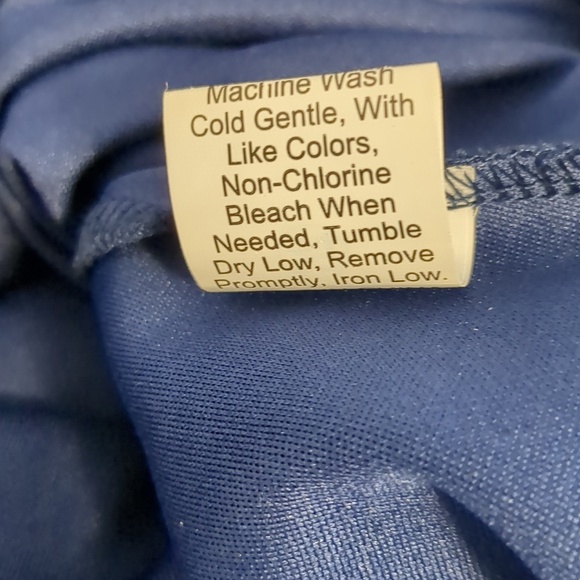 Machine Wash
Cold Gentle, With
Like Colors,
Non-Chlorine
Bleach When
Needed, Tumble
Dry Low, Remove
Promptly, Iron Low.